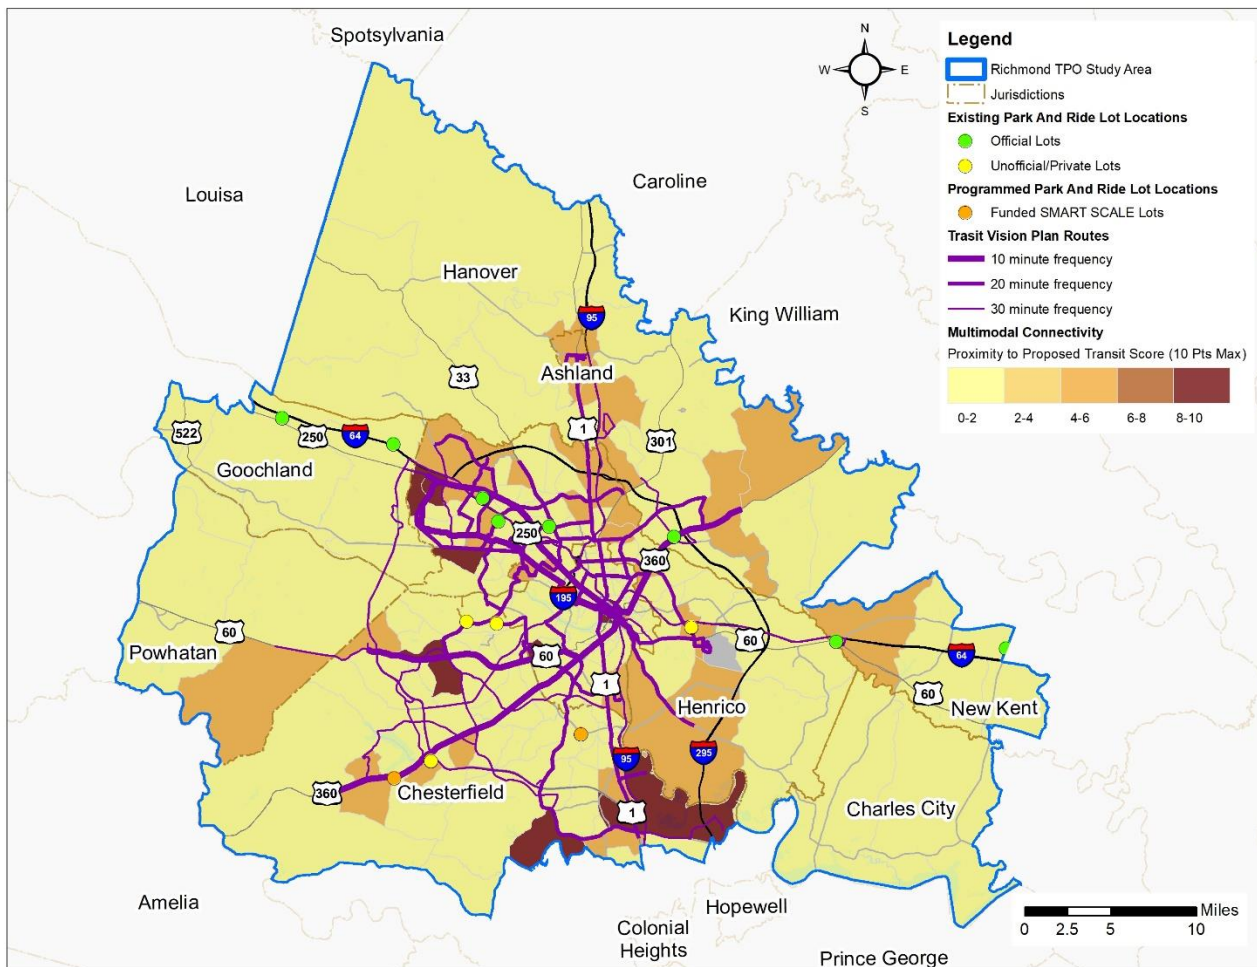 Spotsylvania
Louisa
Caroline
Hanover
King William
95
33
Ashland
1
301
522
250
64
Goochland
250
360
195
60
60
Powhatan
60
64
60
New Kent
1
Henrico
95
295
Charles City
360
Chesterfield
1
Amelia
Hopewell
Colonial
Heights
Prince George
N
W
E
S
Legend
Richmond TPO Study Area
Jurisdictions
Existing Park And Ride Lot Locations
Official Lots
Unofficial/Private Lots
Programmed Park And Ride Lot Locations
Funded SMART SCALE Lots
Trasit Vision Plan Routes
10 minute frequency
20 minute frequency
30 minute frequency
Multimodal Connectivity
Proximity to Proposed Transit Score (10 Pts Max)
0-2 2-4 4-6 6-8 8-10
Miles
0 2.5 5 10